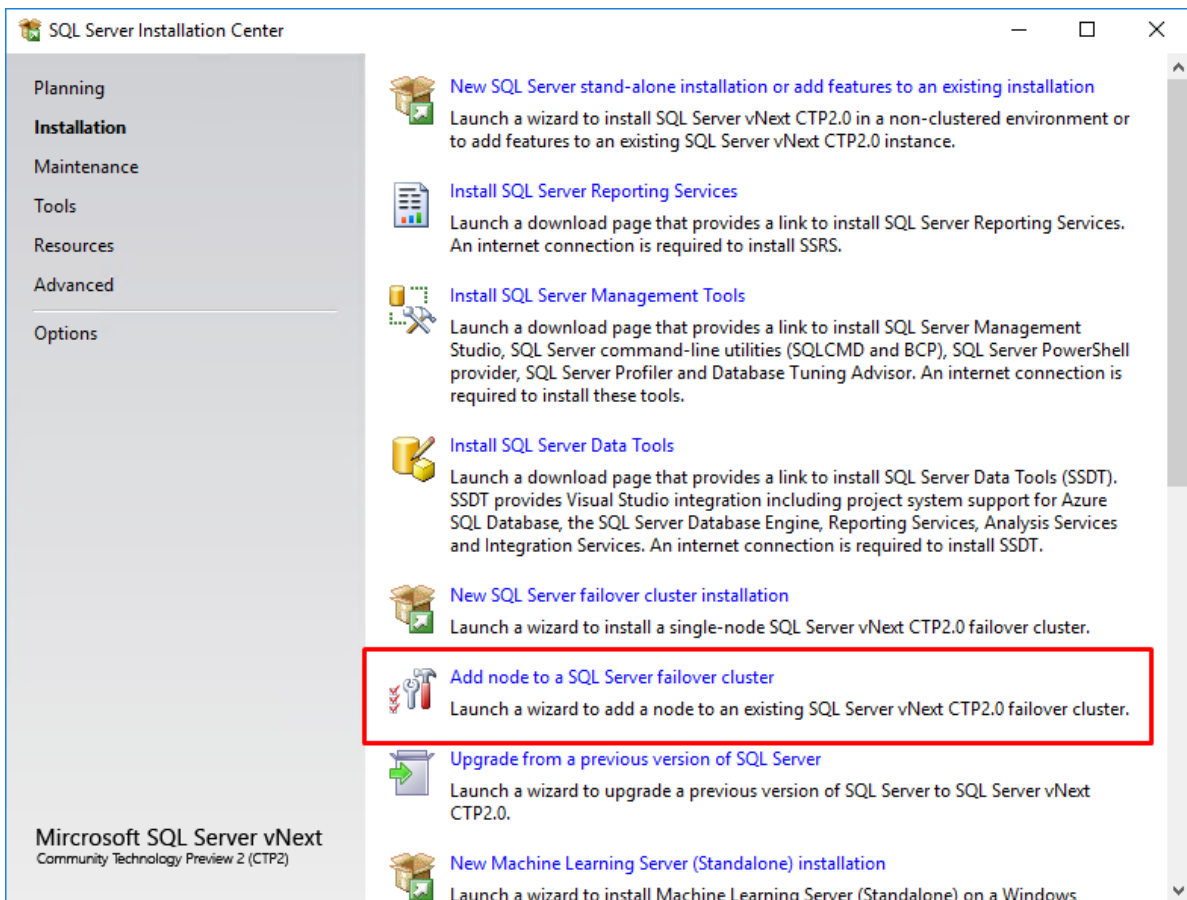 SQL Server Installation Center
Planning
Installation
Maintenance
Tools
Resources
Advanced
Options
Mircrosoft SQL Server vNext
Community Technology Preview 2 (CTP2)
New SQL Server stand-alone installation or add features to an existing installation
Launch a wizard to install SQL Server vNext CTP2.0 in a non-clustered environment or
to add features to an existing SQL Server vNext CTP2.0 instance.
Install SQL Server Reporting Services
Launch a download page that provides a link to install SQL Server Reporting Services.
An internet connection is required to install SSRS.
Install SQL Server Management Tools
Launch a download page that provides a link to install SQL Server Management
Studio, SQL Server command-line utilities (SQLCMD and BCP), SQL Server PowerShell
provider, SQL Server Profiler and Database Tuning Advisor. An internet connection is
required to install these tools.
Install SQL Server Data Tools
Launch a download page that provides a link to install SQL Server Data Tools (SSDT).
SSDT provides Visual Studio integration including project system support for Azure
SQL Database, the SQL Server Database Engine, Reporting Services, Analysis Services
and Integration Services. An internet connection is required to install SSDT.
New SQL Server failover cluster installation
Launch a wizard to install a single-node SQL Server vNext CTP2.0 failover cluster.
Add node to a SQL Server failover cluster
Launch a wizard to add a node to an existing SQL Server vNext CTP2.0 failover cluster.
Upgrade from a previous version of SQL Server
Launch a wizard to upgrade a previous version of SQL Server to SQL Server vNext
CTP2.0.
New Machine Learning Server (Standalone) installation
Launch a wizard to install Machine Learning Server (Standalone) on a Windows